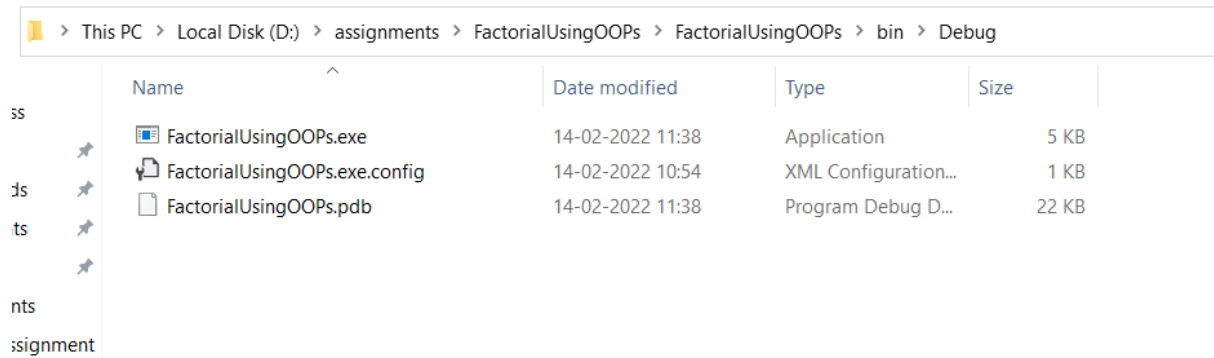 This PC > Local Disk (D:) > assignments > FactorialUsingOOPs > FactorialUsingOOPs > bin > Debug
Name Date modified Type Size
ss
FactorialUsingOOPs.exe 14-02-2022 11:38 Application 5 KB
FactorialUsingOOPs.exe.config 14-02-2022 10:54 XML Configuration... 1 KB
ds
FactorialUsingOOPs.pdb 14-02-2022 11:38 Program Debug D... 22 KB
ts
nts
ssignment